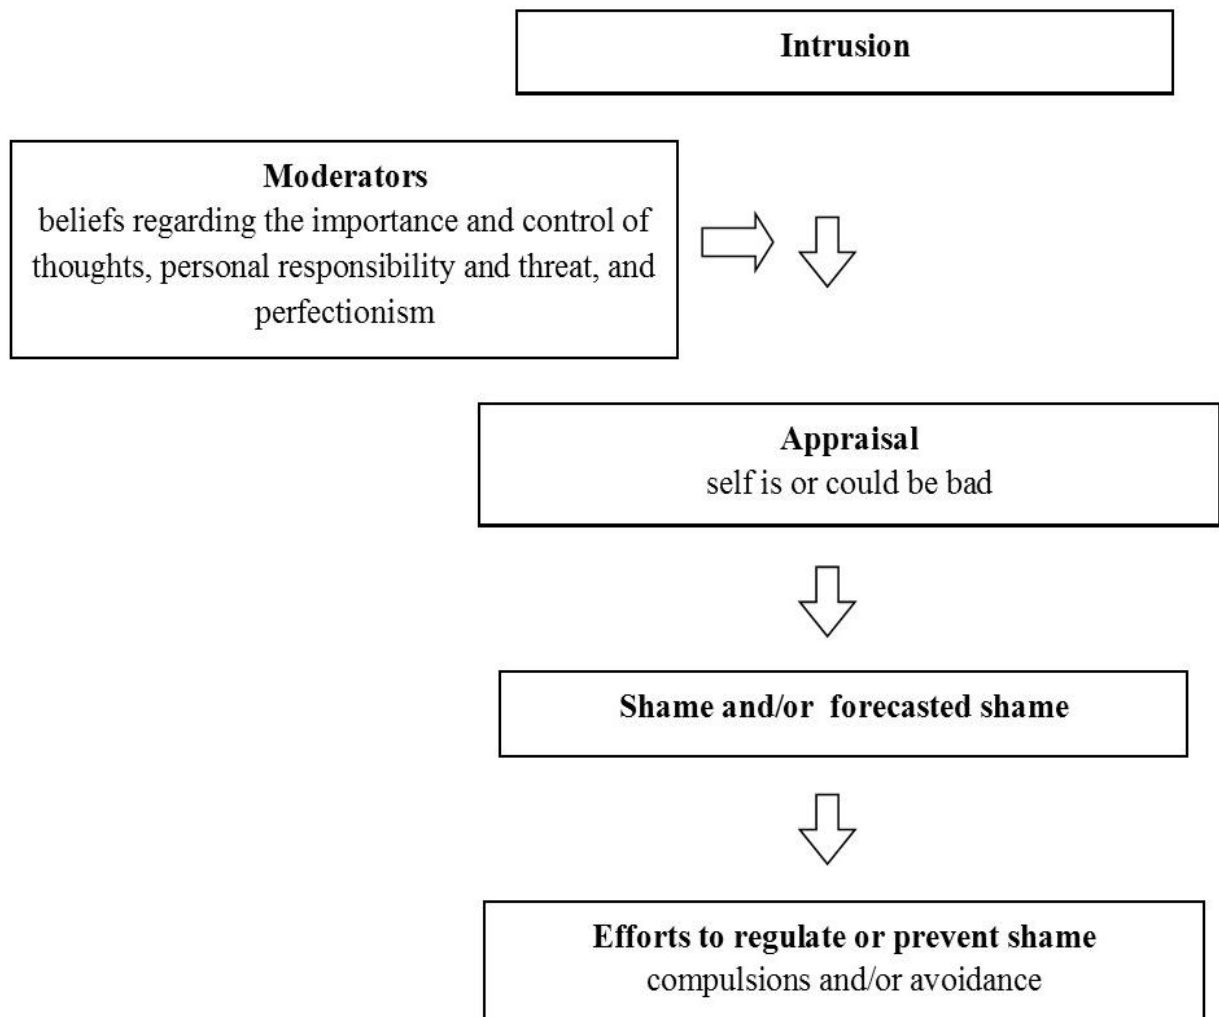 Intrusion
Moderators
beliefs regarding the importance and control of
thoughts, personal responsibility and threat, and
perfectionism
Appraisal
self is or could be bad
Shame and/or forecasted shame
Efforts to regulate or prevent shame
compulsions and/or avoidance